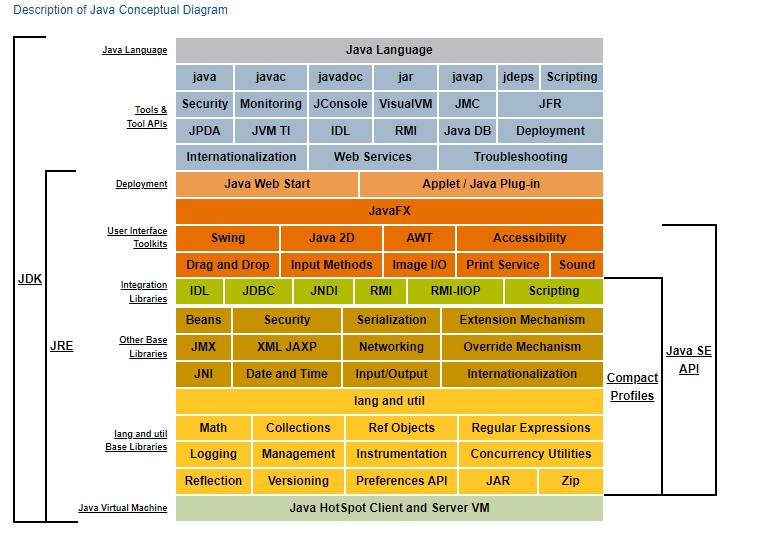 Description of Java Conceptual Diagram
Java Language
Java Language
java javac javadoc jar javap jdeps Scripting
Tools &
Tool APIs
Security Monitoring JConsole VisualVM JMC JFR
JPDA JVM TI IDL RMI Java DB Deployment
Internationalization Web Services Troubleshooting
Deployment
Java Web Start Applet / Java Plug-in
JavaFX
User Interface
Toolkits
Swing Java 2D AWT Accessibility
Drag and Drop Input Methods Image I/O Print Service Sound
Integration
Libraries
IDL JDBC JNDI RMI RMI-IIOP Scripting
JDK
JRE
Other Base
Libraries
Beans Security Serialization Extension Mechanism
JMX XML JAXP Networking Override Mechanism
JNI Date and Time Input/Output Internationalization
Java SE
API
Compact
Profiles
lang and util
lang and util
Base Libraries
Math Collections Ref Objects Regular Expressions
Logging Management Instrumentation Concurrency Utilities
Reflection Versioning Preferences API JAR Zip
Java Virtual Machine
Java HotSpot Client and Server VM